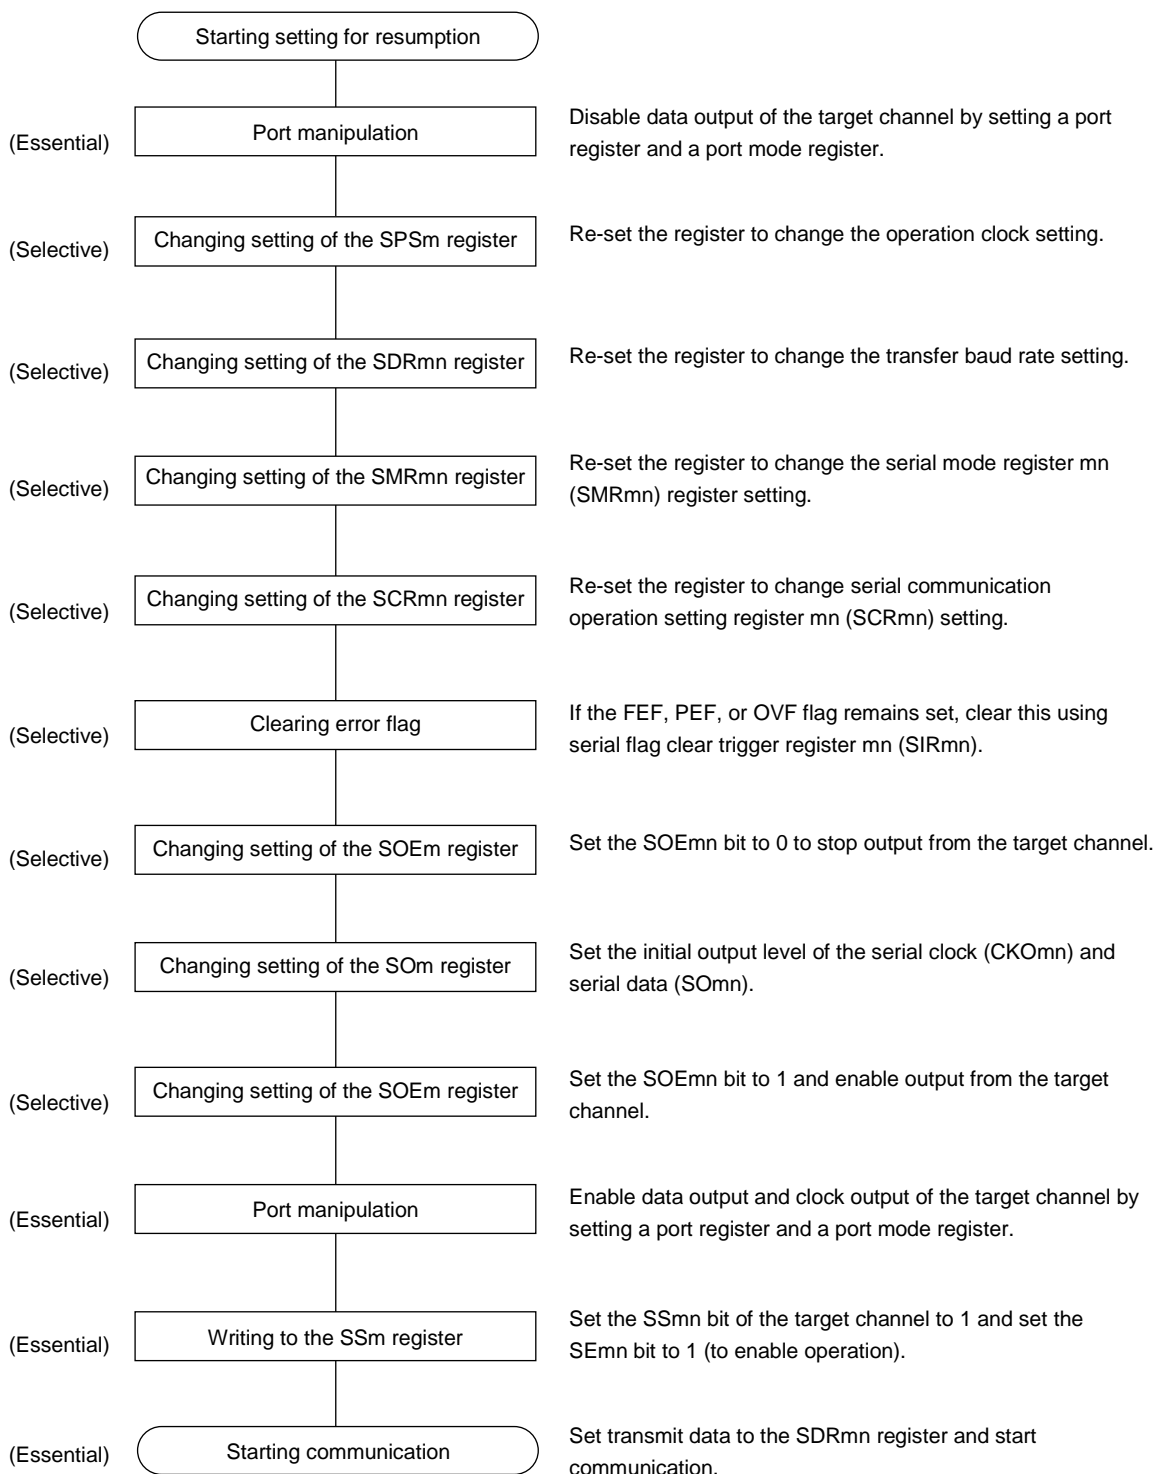 Starting setting for resumption
(Essential)
Port manipulation
Disable data output of the target channel by setting a port
register and a port mode register.
(Selective)
Changing setting of the SPSm register
Re-set the register to change the operation clock setting.
(Selective)
Changing setting of the SDRmn register
Re-set the register to change the transfer baud rate setting.
(Selective)
Changing setting of the SMRmn register
Re-set the register to change the serial mode register mn
(SMRmn) register setting.
(Selective)
Changing setting of the SCRmn register
Re-set the register to change serial communication
operation setting register mn (SCRmn) setting.
(Selective)
Clearing error flag
If the FEF, PEF, or OVF flag remains set, clear this using
serial flag clear trigger register mn (SIRmn).
(Selective)
Changing setting of the SOEm register
Set the SOEmn bit to 0 to stop output from the target channel.
(Selective)
Changing setting of the SOm register
Set the initial output level of the serial clock (CKOmn) and
serial data (SOmn).
(Selective)
Changing setting of the SOEm register
Set the SOEmn bit to 1 and enable output from the target
channel.
(Essential)
Port manipulation
Enable data output and clock output of the target channel by
setting a port register and a port mode register.
(Essential)
Writing to the SSm register
Set the SSmn bit of the target channel to 1 and set the
SEmn bit to 1 (to enable operation).
(Essential)
Starting communication
Set transmit data to the SDRmn register and start
communication.